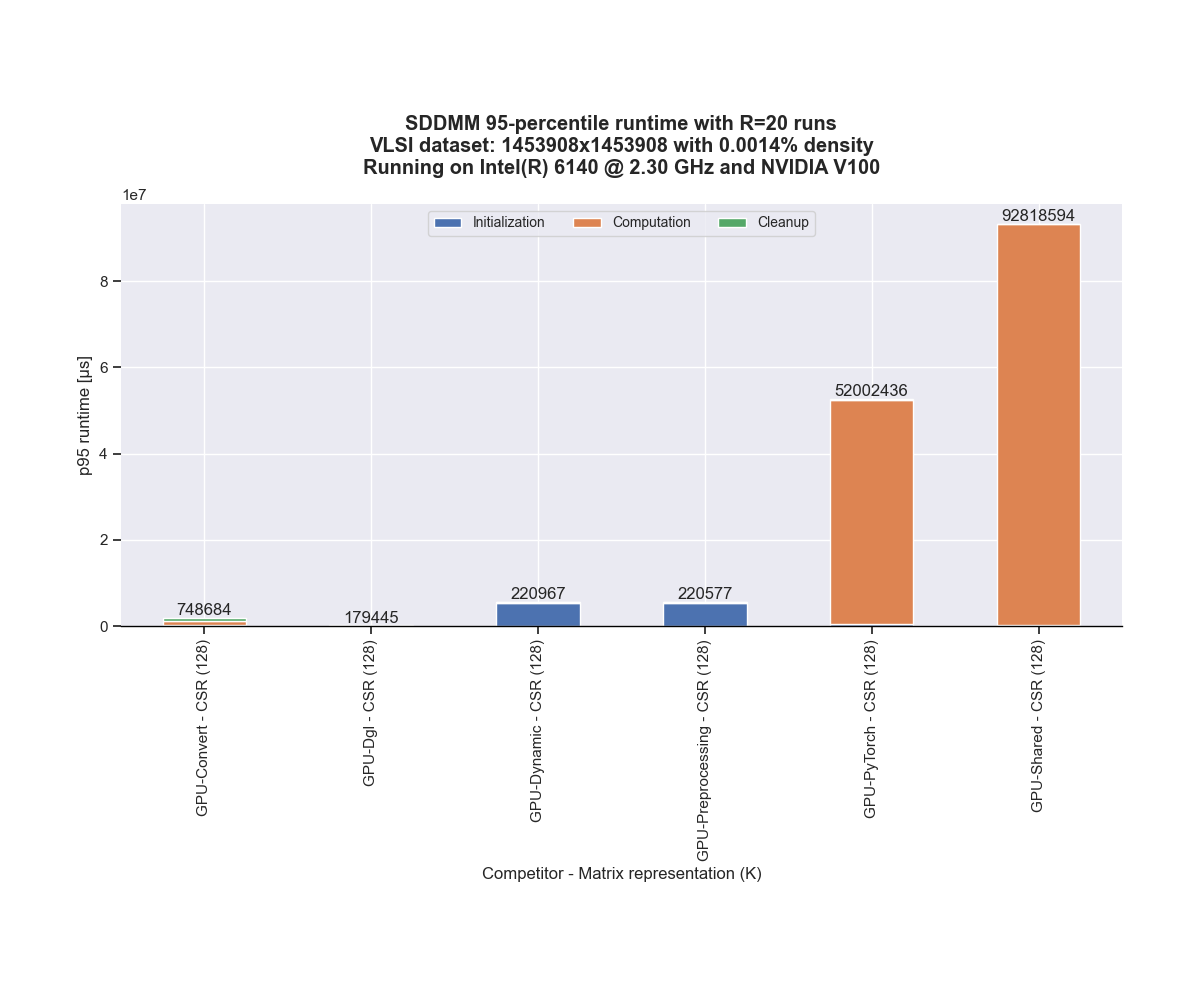 SDDMM 95-percentile runtime with R=20 runs
VLSI dataset: 1453908x1453908 with 0.0014% density
Running on Intel(R) 6140 @ 2.30 GHz and NVIDIA V100
1e7
Initialization
Computation
Cleanup
8
6
4
2
0
p95 runtime [μs]
748684
179445
220967
220577
52002436
92818594
GPU-Convert - CSR (128)
GPU-Dgl - CSR (128)
GPU-Dynamic - CSR (128)
GPU-Preprocessing - CSR (128)
GPU-PyTorch - CSR (128)
GPU-Shared - CSR (128)
Competitor - Matrix representation (K)